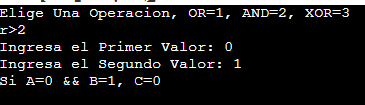 Elige Una Operacion, OR=1, AND=2, XOR=3
r>2
Ingresa el Primer Valor: 0
Ingresa el Segundo Valor: 1
Si A=0 && B=1, C=0